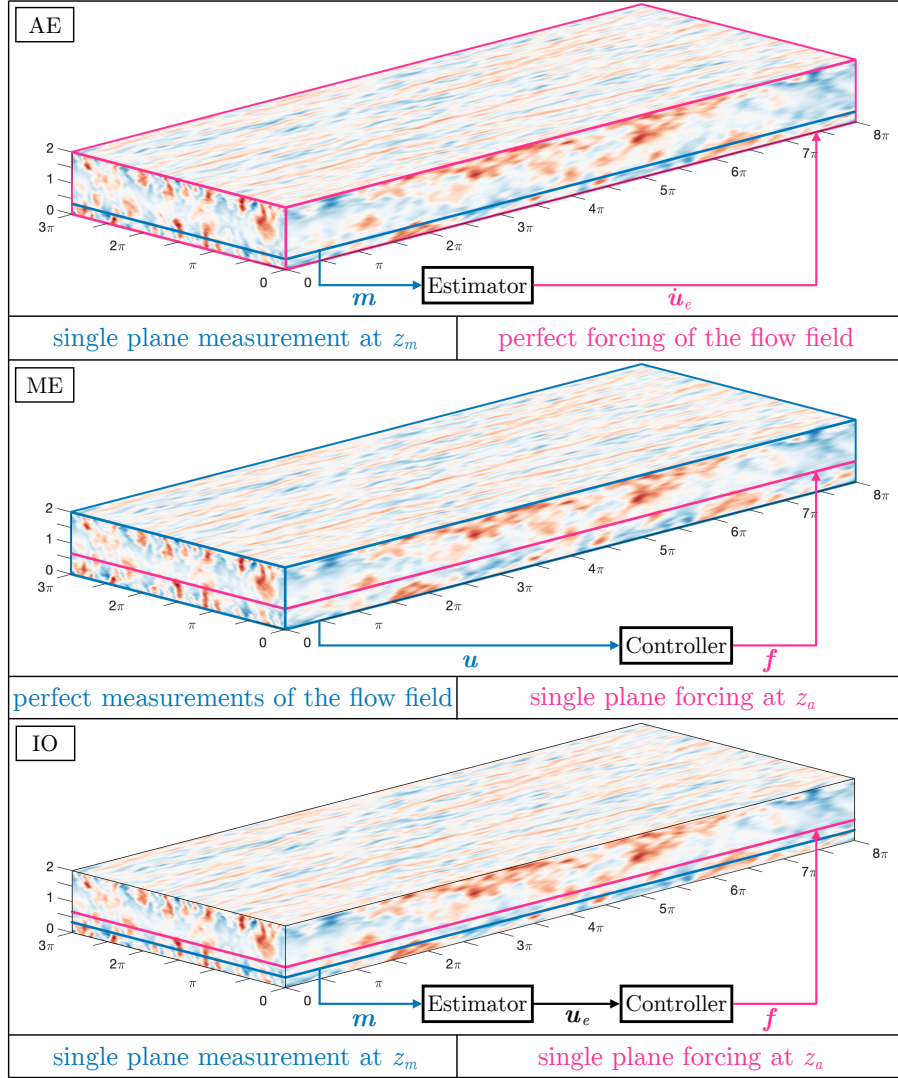 AE
2
1
0
3π
2π
π
0
0
π
2π
3π
4π
5π
6π
7π
8π
m
Estimator
u̇ₑ
single plane measurement at zₘ
perfect forcing of the flow field
ME
2
1
0
3π
2π
π
0
0
π
2π
3π
4π
5π
6π
7π
8π
u
Controller
f
perfect measurements of the flow field
single plane forcing at zₐ
IO
2
1
0
3π
2π
π
0
0
π
2π
3π
4π
5π
6π
7π
8π
m
Estimator
uₑ
Controller
f
single plane measurement at zₘ
single plane forcing at zₐ